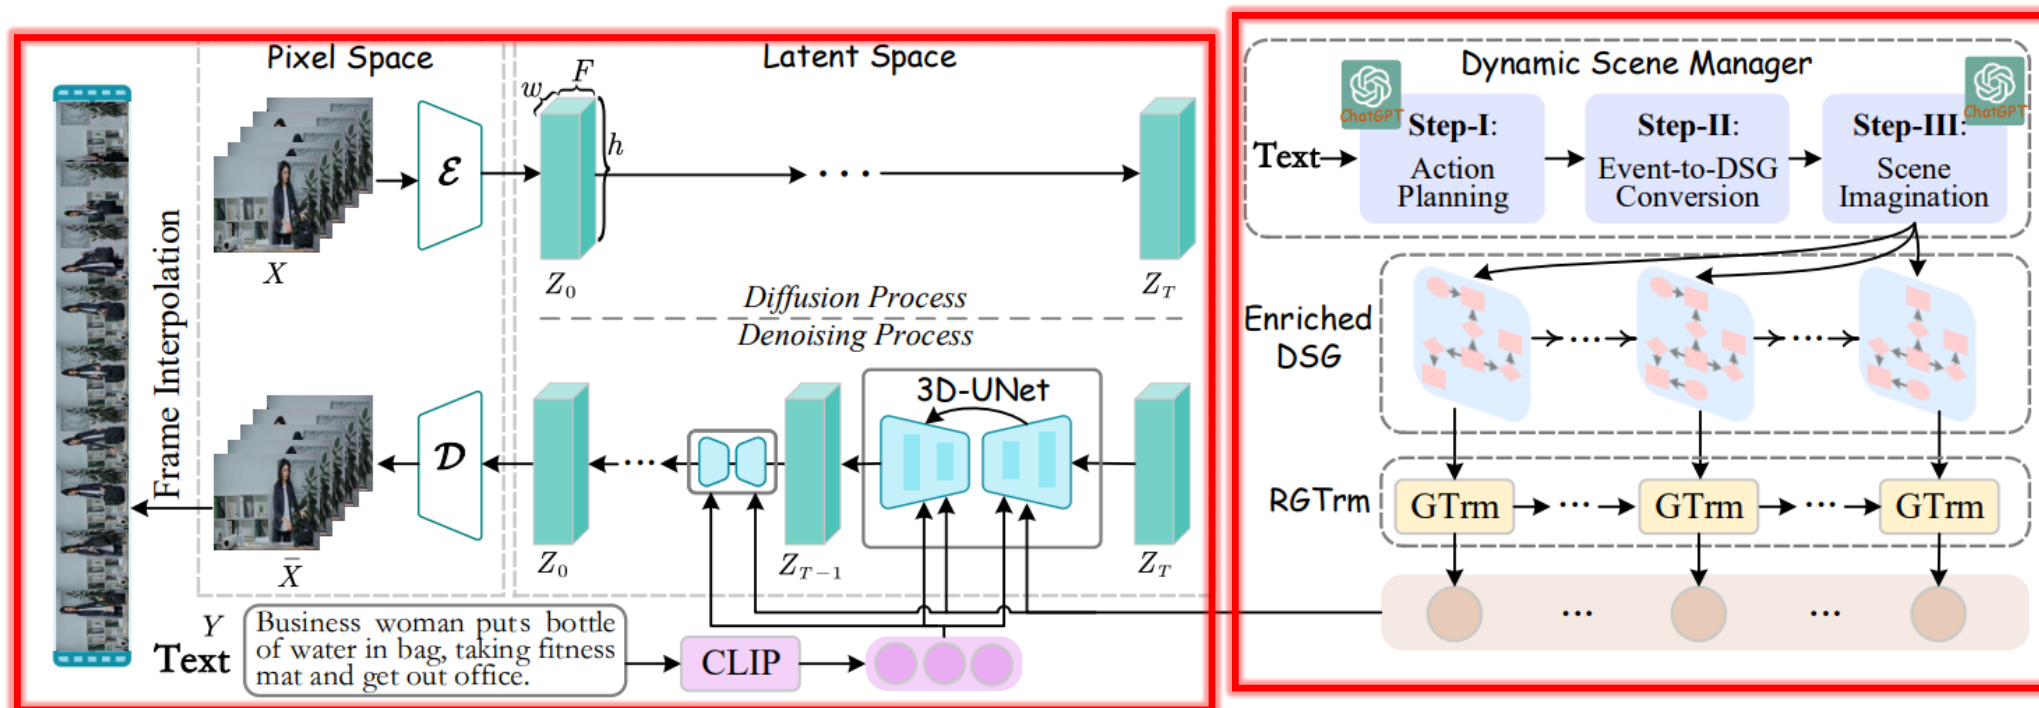 Pixel Space
Latent Space
w
F
h
X
ℰ
Z₀
···
Z_T
Diffusion Process
Denoising Process
Frame Interpolation
3D-UNet
X̄
𝒟
Z₀
···
Z_{T−1}
Z_T
Y
Text
Business woman puts bottle
of water in bag, taking fitness
mat and get out office.
CLIP
Dynamic Scene Manager
ChatGPT
ChatGPT
Text
Step-I:
Action
Planning
Step-II:
Event-to-DSG
Conversion
Step-III:
Scene
Imagination
Enriched
DSG
···
···
RGTrm
GTrm
···
GTrm
···
GTrm
···
···